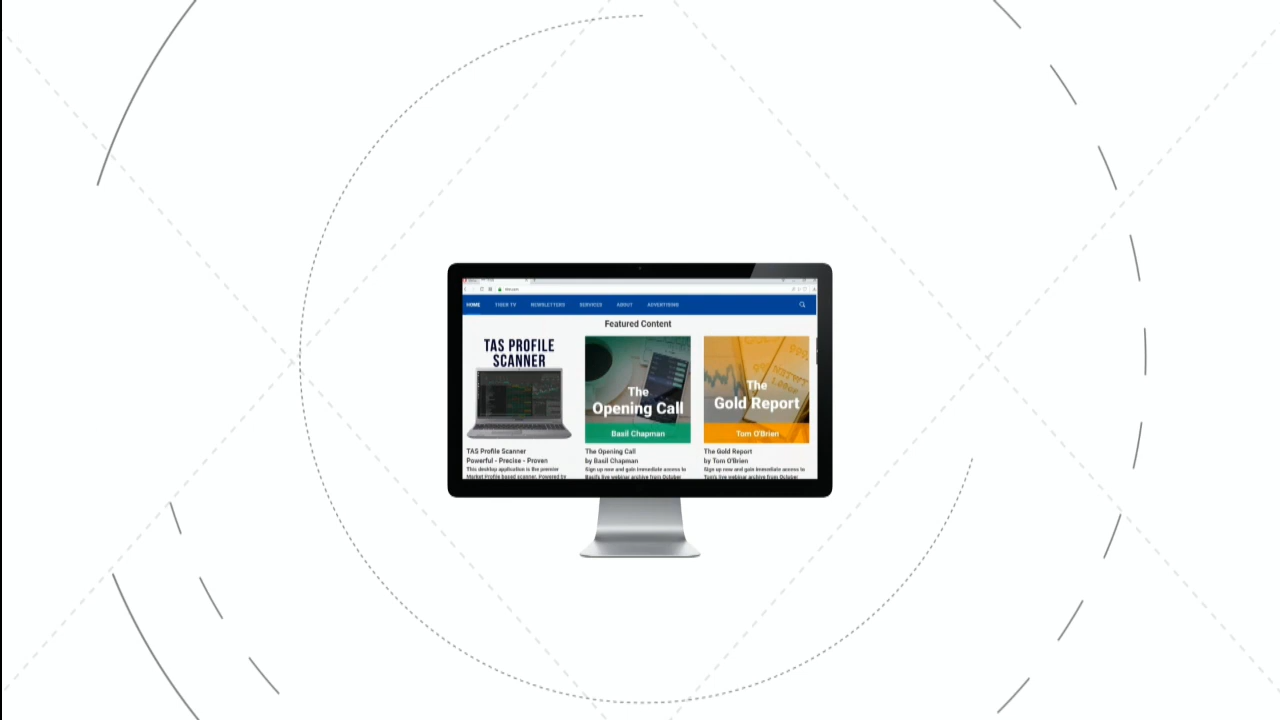 HOME TIGER TV NEWSLETTERS SERVICES ABOUT ADVERTISING
Featured Content
TAS PROFILE
SCANNER
The
Opening Call
Basil Chapman
The
Gold Report
Tom O'Brien
TAS Profile Scanner
Powerful - Precise - Proven
This desktop application is the premier
Market Profile based scanner. Powered by
The Opening Call
by Basil Chapman
Sign up now and gain immediate access to
Basil's live webinar archive from October
The Gold Report
by Tom O'Brien
Sign up now and gain immediate access to
Tom's live webinar archive from October